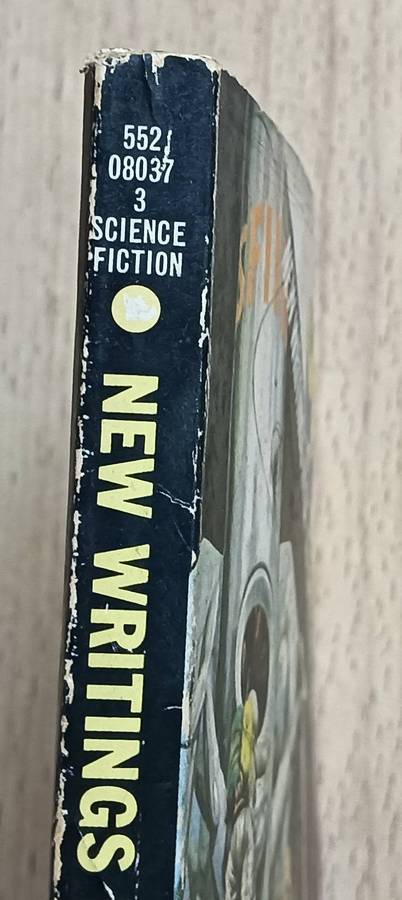 552
08037
3
SCIENCE
FICTION
NEW WRITINGS